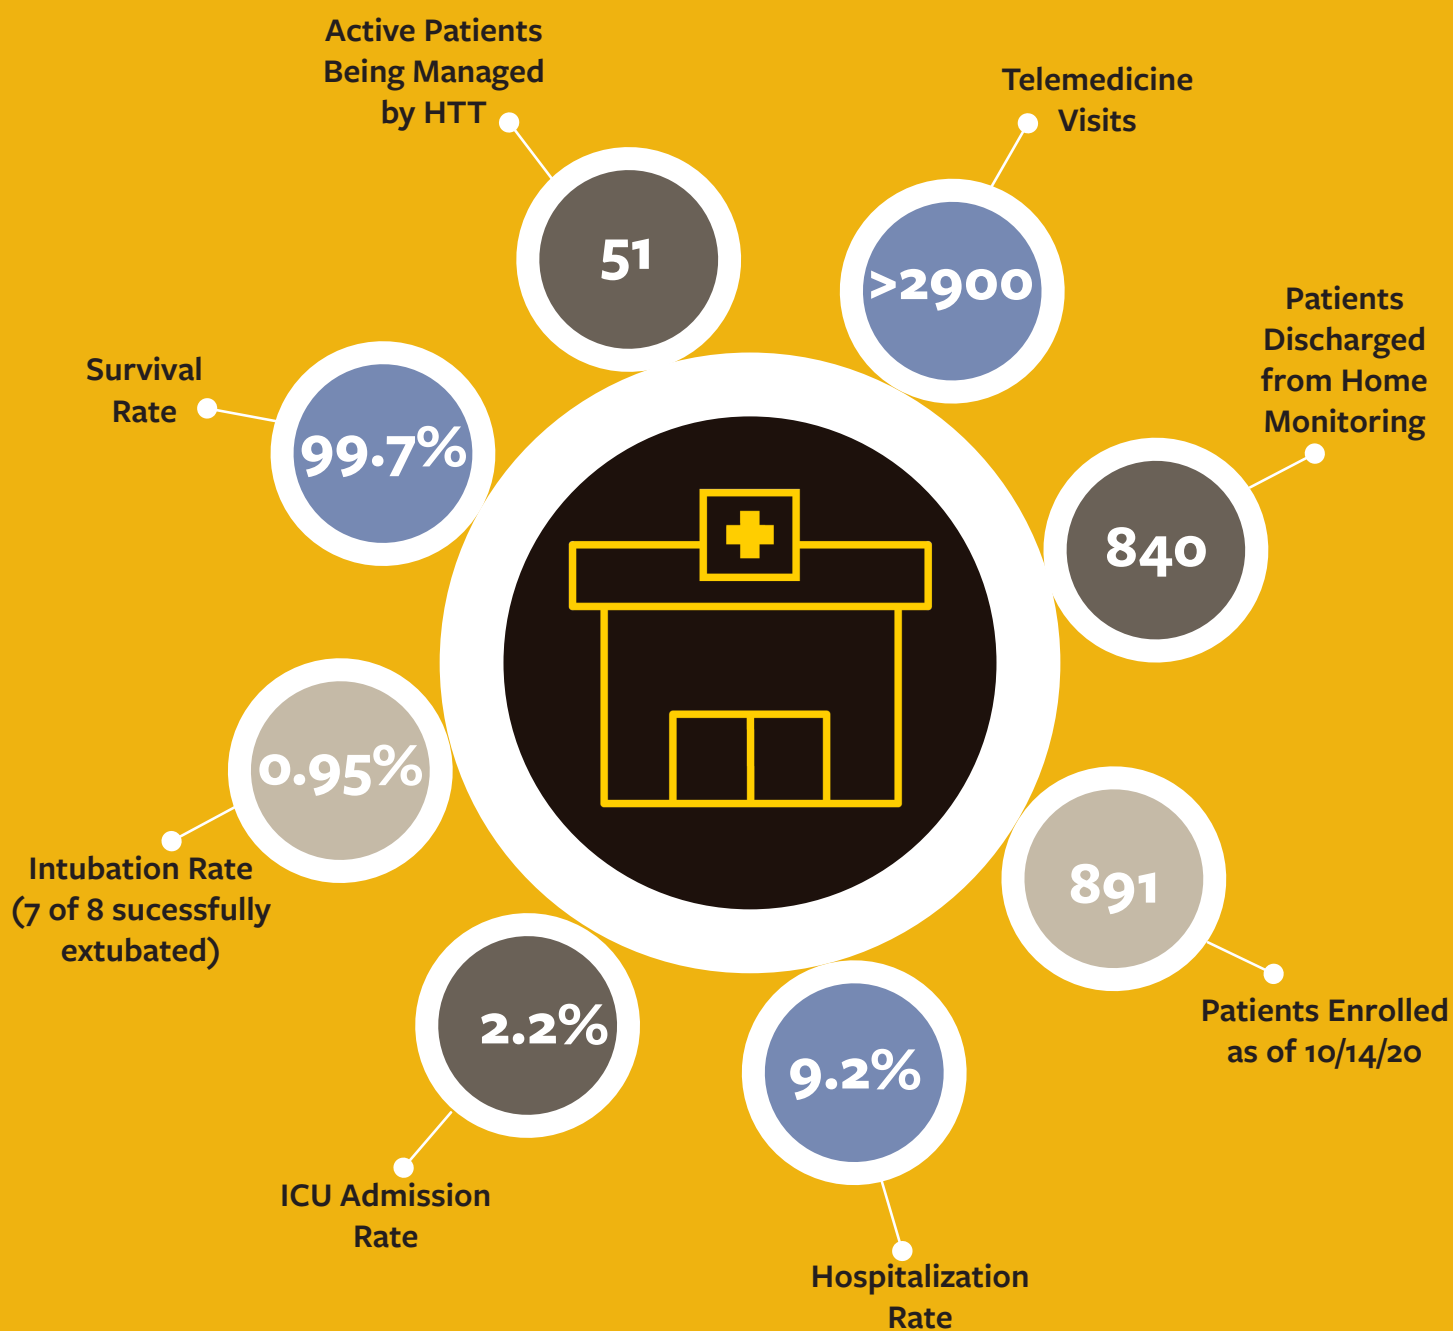 Active Patients
Being Managed
by HTT
51
Telemedicine
Visits
>2900
Patients
Discharged
from Home
Monitoring
840
891
Patients Enrolled
as of 10/14/20
9.2%
Hospitalization
Rate
2.2%
ICU Admission
Rate
0.95%
Intubation Rate
(7 of 8 sucessfully
extubated)
Survival
Rate
99.7%